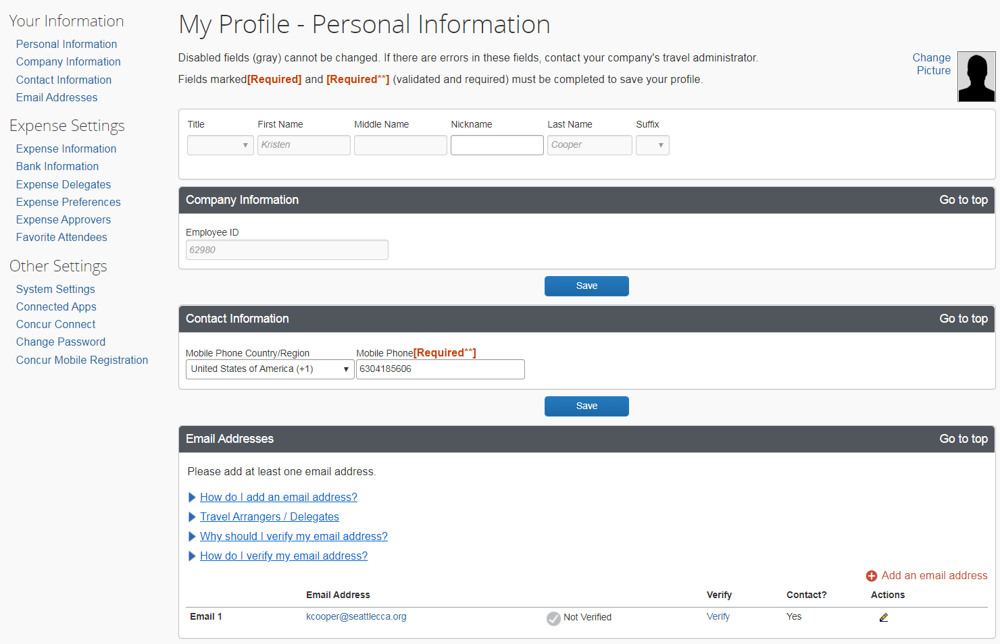 Your Information
Personal Information
Company Information
Contact Information
Email Addresses
Expense Settings
Expense Information
Bank Information
Expense Delegates
Expense Preferences
Expense Approvers
Favorite Attendees
Other Settings
System Settings
Connected Apps
Concur Connect
Change Password
Concur Mobile Registration
My Profile - Personal Information
Disabled fields (gray) cannot be changed. If there are errors in these fields, contact your company's travel administrator.
Fields marked[Required] and [Required**] (validated and required) must be completed to save your profile.
Change
Picture
Title First Name Middle Name Nickname Last Name Suffix
Kristen Cooper
Company Information Go to top
Employee ID
62980
Save
Contact Information Go to top
Mobile Phone Country/Region Mobile Phone[Required**]
United States of America (+1) 6304185606
Save
Email Addresses Go to top
Please add at least one email address.
How do I add an email address?
Travel Arrangers / Delegates
Why should I verify my email address?
How do I verify my email address?
Add an email address
Email Address Verify Contact? Actions
Email 1 kcooper@seattlecca.org Not Verified Verify Yes